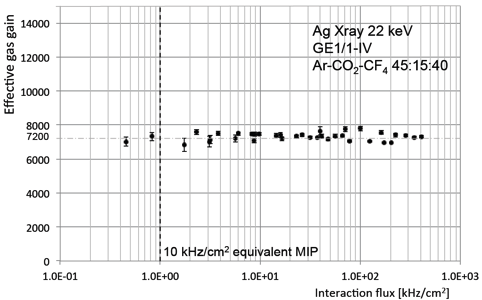 Effective gas gain
14000
12000
10000
8000
7200
6000
4000
2000
0
Ag Xray 22 keV
GE1/1-IV
Ar-CO₂-CF₄ 45:15:40
10 kHz/cm² equivalent MIP
1.0E-01 1.0E+00 1.0E+01 1.0E+02 1.0E+03
Interaction flux [kHz/cm²]